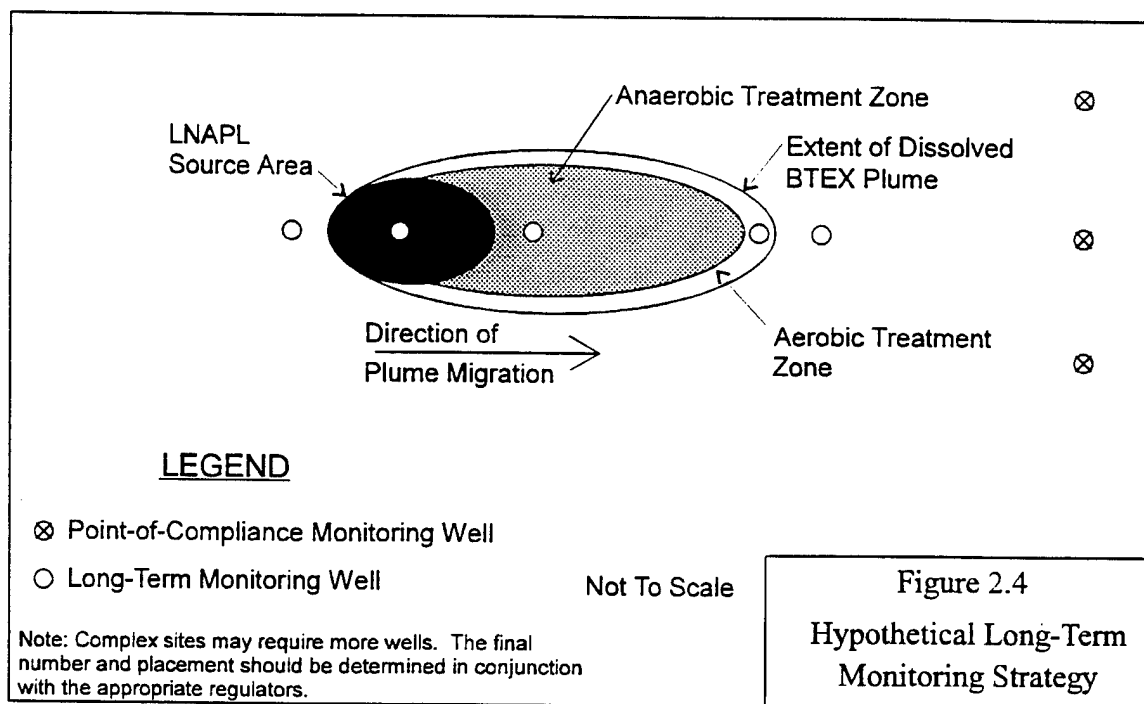 Anaerobic Treatment Zone
LNAPL
Source Area
Extent of Dissolved
BTEX Plume
Direction of
Plume Migration
Aerobic Treatment
Zone
LEGEND
Point-of-Compliance Monitoring Well
Long-Term Monitoring Well
Not To Scale
Note: Complex sites may require more wells. The final
number and placement should be determined in conjunction
with the appropriate regulators.
Figure 2.4
Hypothetical Long-Term
Monitoring Strategy